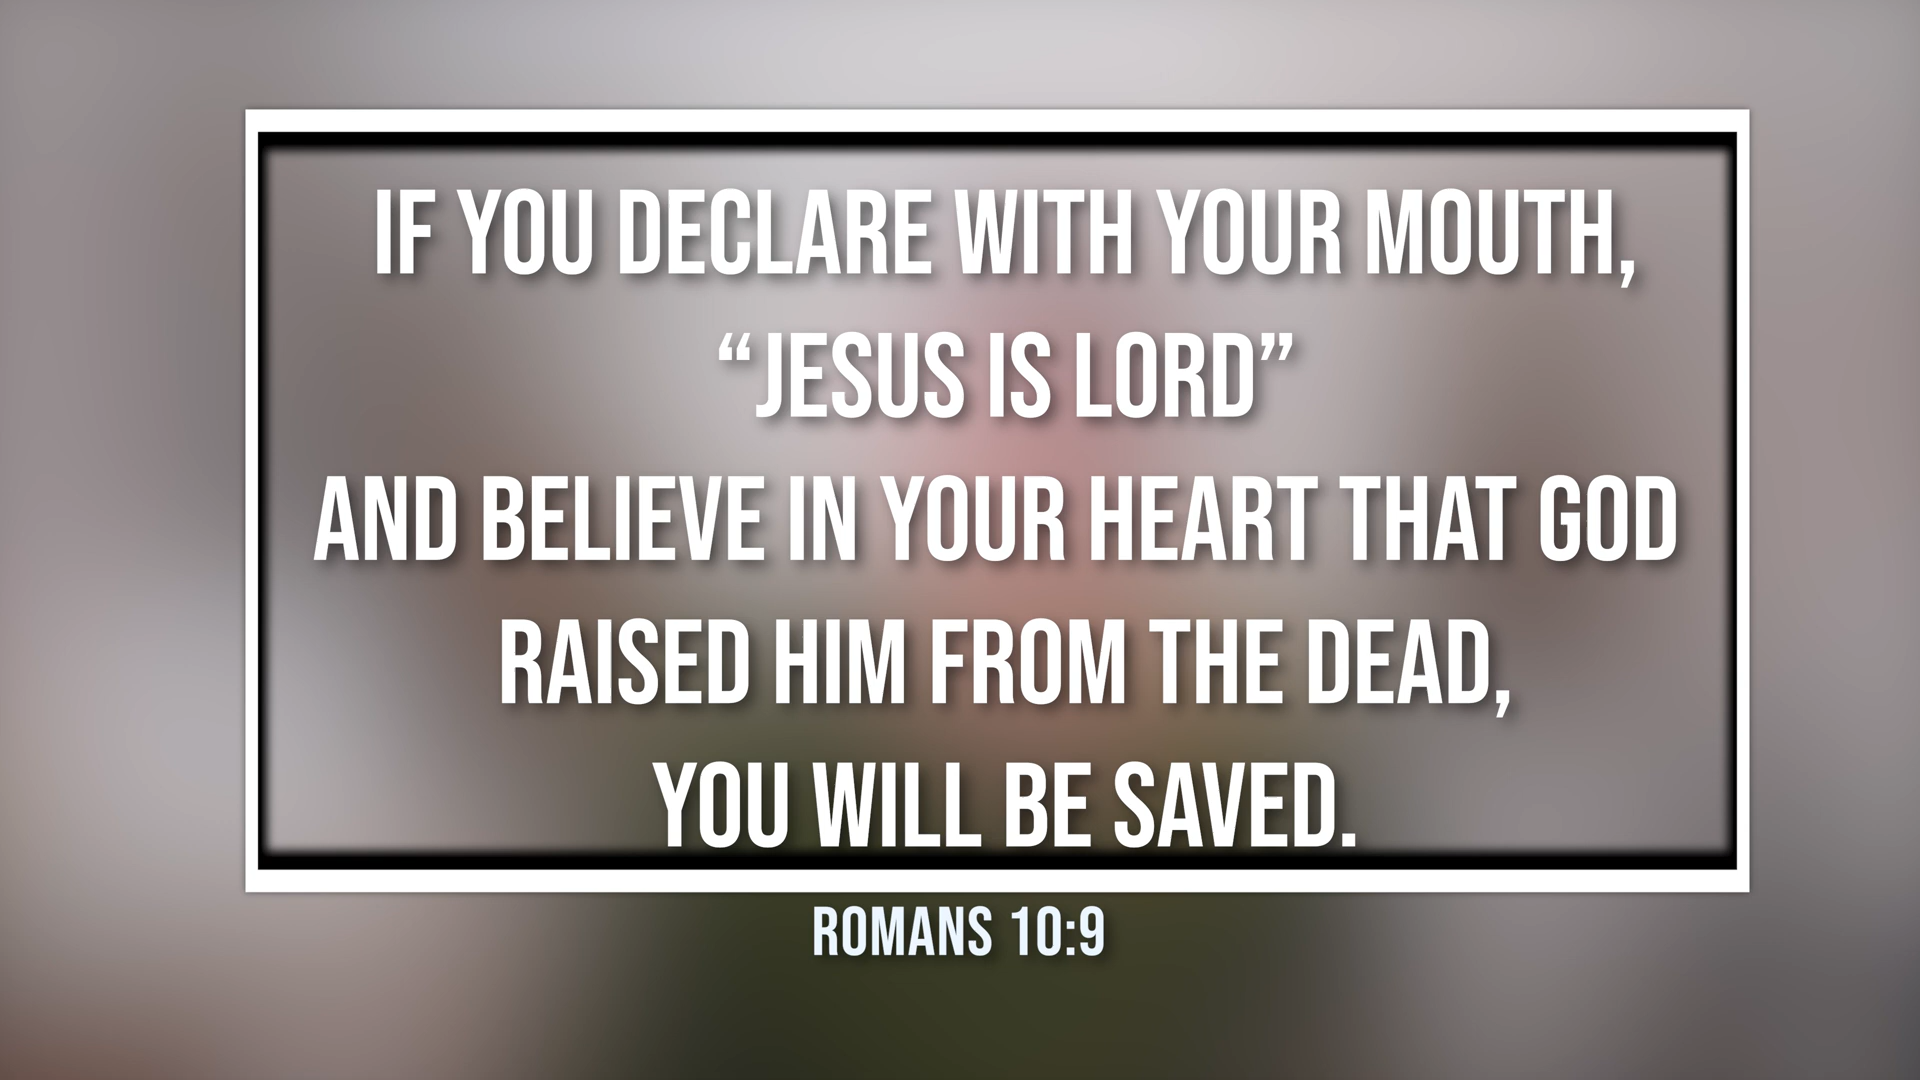 IF YOU DECLARE WITH YOUR MOUTH,
“JESUS IS LORD”
AND BELIEVE IN YOUR HEART THAT GOD
RAISED HIM FROM THE DEAD,
YOU WILL BE SAVED.
ROMANS 10:9